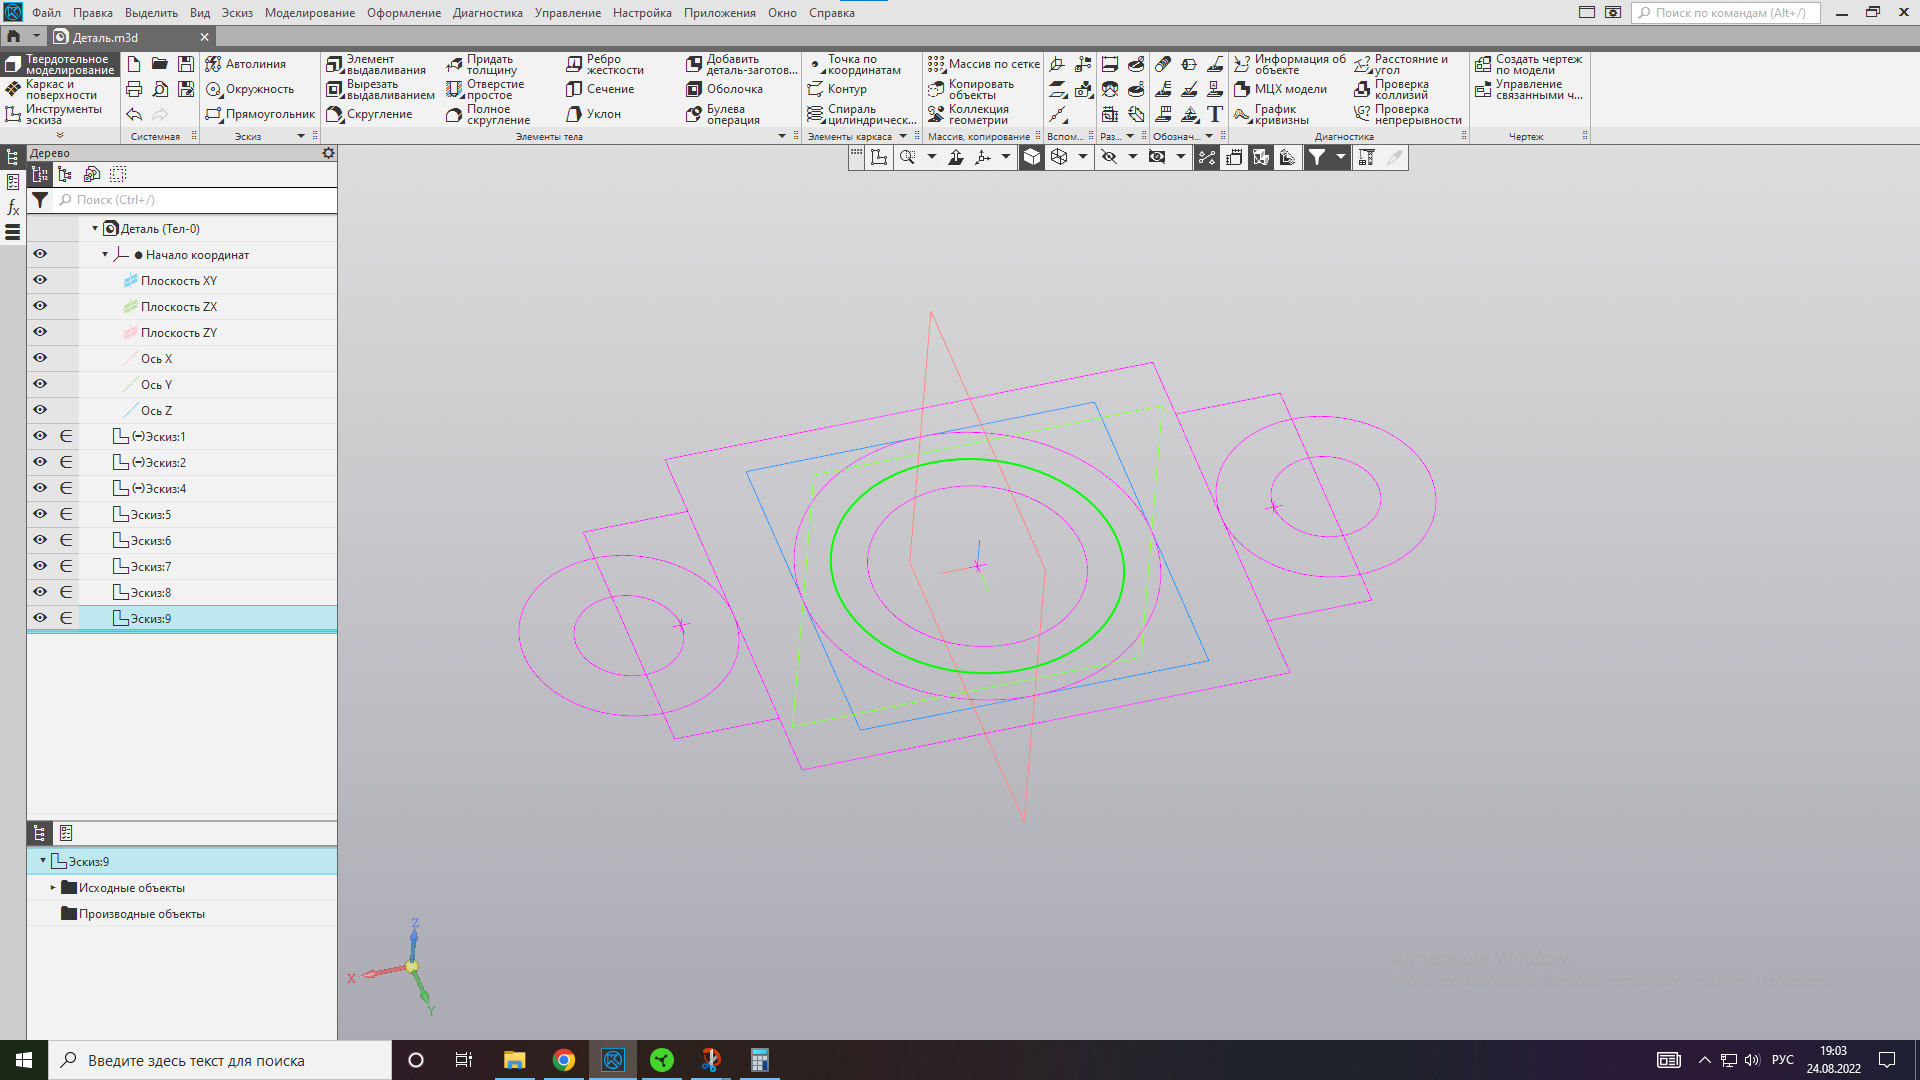 Файл Правка Выделить Вид Эскиз Моделирование Оформление Диагностика Управление Настройка Приложения Окно Справка
Поиск по командам (Alt+/)
Деталь.m3d
Твердотельное моделирование
Каркас и поверхности
Инструменты эскиза
Системная
Автолиния
Окружность
Прямоугольник
Эскиз
Элемент выдавливания
Вырезать выдавливанием
Скругление
Придать толщину
Отверстие простое
Полное скругление
Ребро жесткости
Сечение
Уклон
Добавить деталь-заготов...
Оболочка
Булева операция
Элементы тела
Точка по координатам
Контур
Спираль цилиндрическ...
Элементы каркаса
Массив по сетке
Копировать объекты
Коллекция геометрии
Массив, копирование
Вспом...
Раз...
Обознач...
Информация об объекте
МЦХ модели
График кривизны
Расстояние и угол
Проверка коллизий
Проверка непрерывности
Диагностика
Создать чертеж по модели
Управление связанными ч...
Чертеж
Дерево
Поиск (Ctrl+/)
Деталь (Тел-0)
Начало координат
Плоскость XY
Плоскость ZX
Плоскость ZY
Ось X
Ось Y
Ось Z
(-)Эскиз:1
(-)Эскиз:2
(-)Эскиз:4
Эскиз:5
Эскиз:6
Эскиз:7
Эскиз:8
Эскиз:9
Эскиз:9
Исходные объекты
Производные объекты
Z
X
Y
Активация Windows
Введите здесь текст для поиска
РУС
19:03
24.08.2022